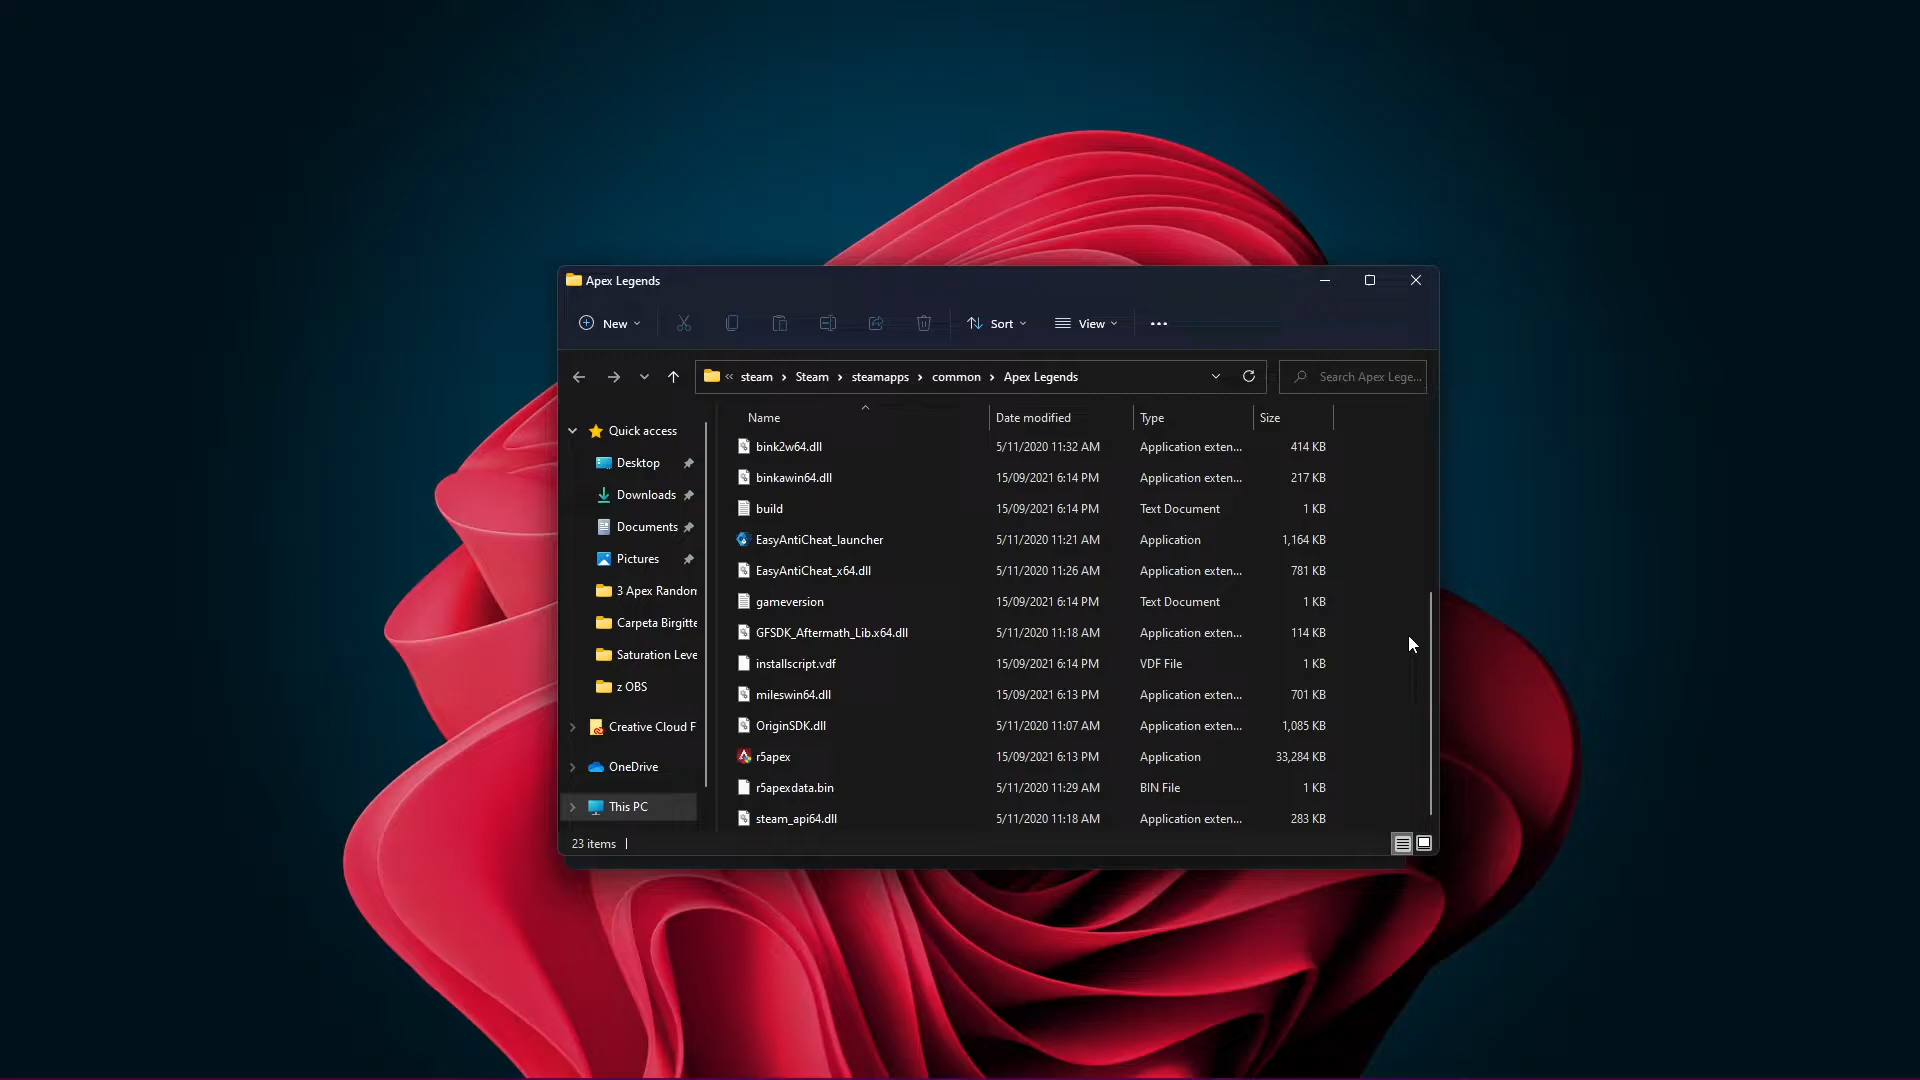 Apex Legends
New
Sort
View
« steam > Steam > steamapps > common > Apex Legends
Search Apex Lege...
Quick access
Desktop
Downloads
Documents
Pictures
3 Apex Random
Carpeta Birgitte
Saturation Leve
z OBS
Creative Cloud F
OneDrive
This PC
Name Date modified Type Size
bink2w64.dll 5/11/2020 11:32 AM Application exten... 414 KB
binkawin64.dll 15/09/2021 6:14 PM Application exten... 217 KB
build 15/09/2021 6:14 PM Text Document 1 KB
EasyAntiCheat_launcher 5/11/2020 11:21 AM Application 1,164 KB
EasyAntiCheat_x64.dll 5/11/2020 11:26 AM Application exten... 781 KB
gameversion 15/09/2021 6:14 PM Text Document 1 KB
GFSDK_Aftermath_Lib.x64.dll 5/11/2020 11:18 AM Application exten... 114 KB
installscript.vdf 15/09/2021 6:14 PM VDF File 1 KB
mileswin64.dll 15/09/2021 6:13 PM Application exten... 701 KB
OriginSDK.dll 5/11/2020 11:07 AM Application exten... 1,085 KB
r5apex 15/09/2021 6:13 PM Application 33,284 KB
r5apexdata.bin 5/11/2020 11:29 AM BIN File 1 KB
steam_api64.dll 5/11/2020 11:18 AM Application exten... 283 KB
23 items